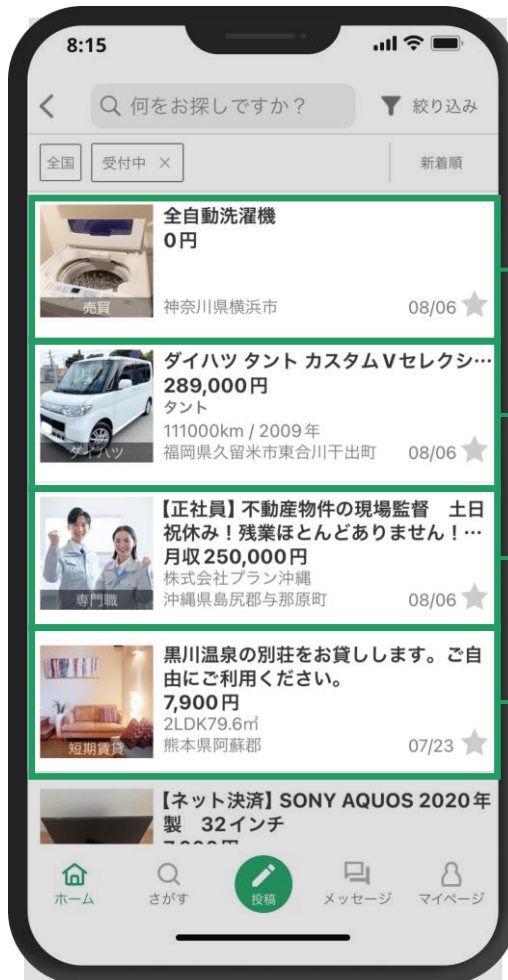 8:15
何をお探しですか?
絞り込み
全国
受付中 ×
新着順
全自動洗濯機
0円
売買
神奈川県横浜市
08/06
ダイハツ タント カスタムVセレクシ…
289,000円
タント
111000km / 2009年
ダイハツ
福岡県久留米市東合川干出町
08/06
【正社員】不動産物件の現場監督 土日
祝休み!残業ほとんどありません!…
月収250,000円
株式会社プラン沖縄
専門職
沖縄県島尻郡与那原町
08/06
黒川温泉の別荘をお貸しします。ご自
由にご利用ください。
7,900円
2LDK79.6㎡
短期賃貸
熊本県阿蘇郡
07/23
【ネット決済】SONY AQUOS 2020年
製 32インチ
ホーム
さがす
投稿
メッセージ
マイページ